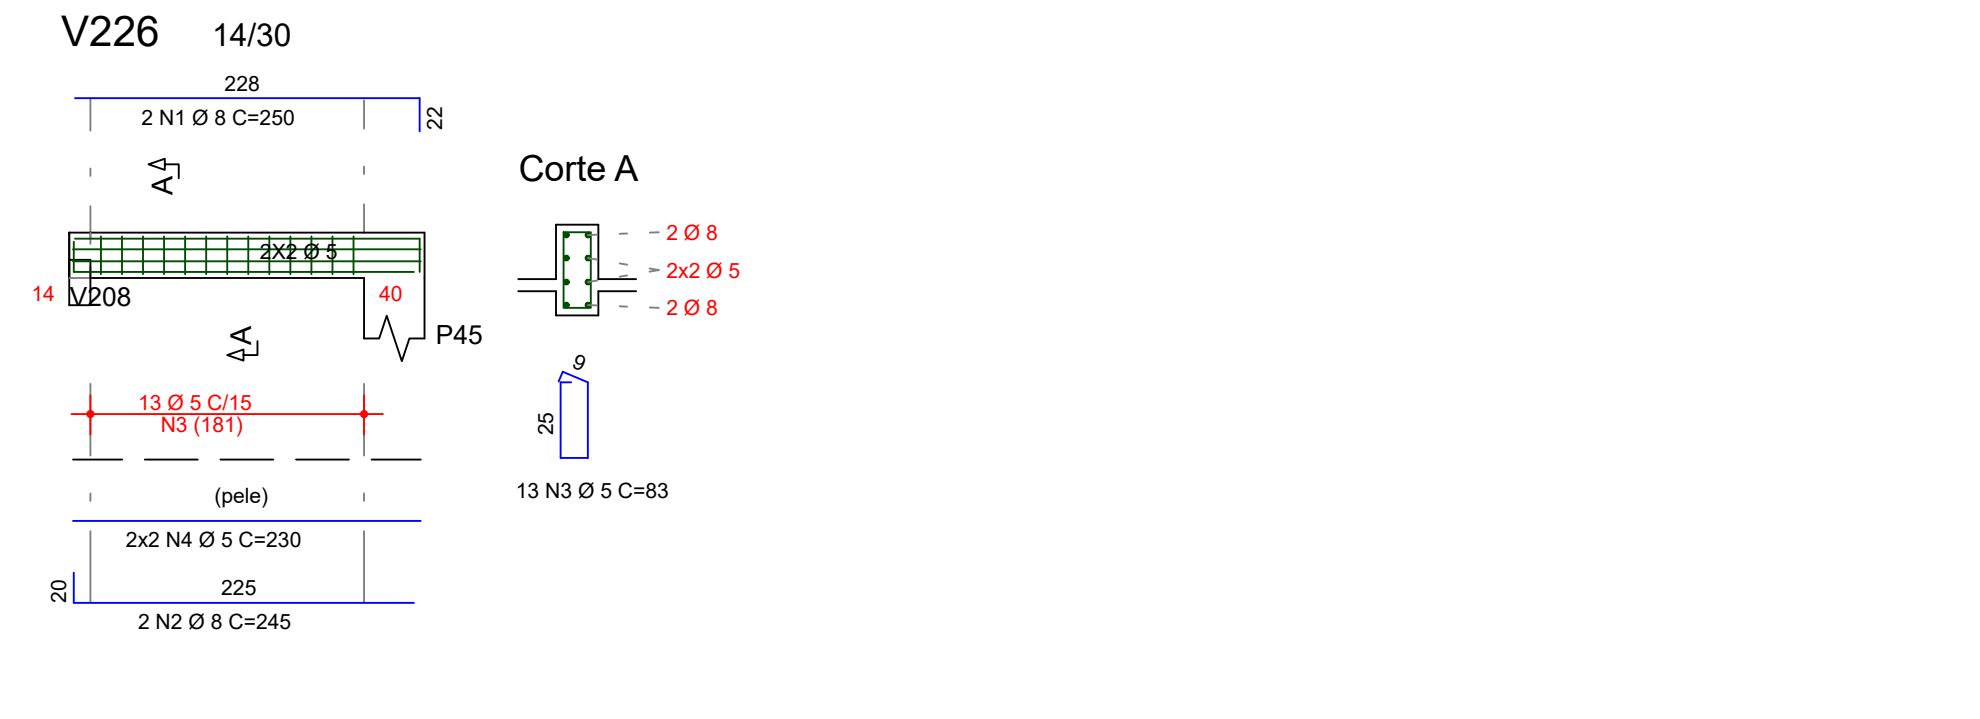 V226 14/30
228
2 N1 Ø 8 C=250
22
A
Corte A
2X2 Ø 5
2 Ø 8
2x2 Ø 5
2 Ø 8
14
V208
40
A
P45
13 Ø 5 C/15
N3 (181)
9
25
13 N3 Ø 5 C=83
(pele)
2x2 N4 Ø 5 C=230
20
225
2 N2 Ø 8 C=245